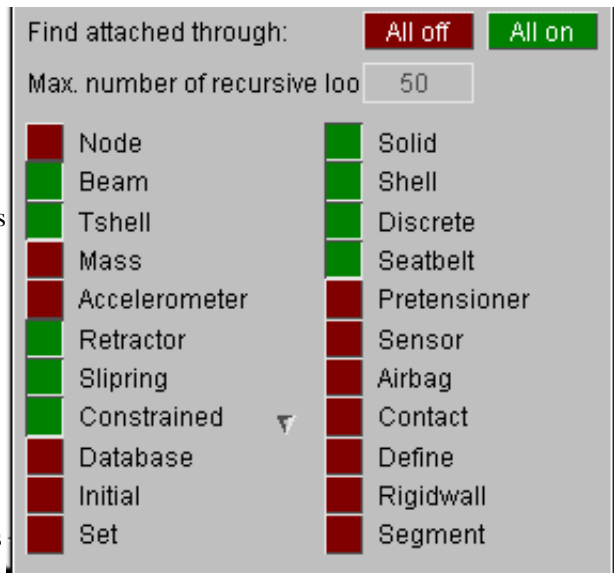 Find attached through: All off All on
Max. number of recursive loo 50
Node Solid
Beam Shell
s Tshell Discrete
Mass Seatbelt
Accelerometer Pretensioner
Retractor Sensor
Slipring Airbag
Constrained Contact
Database Define
Initial Rigidwall
s Set Segment